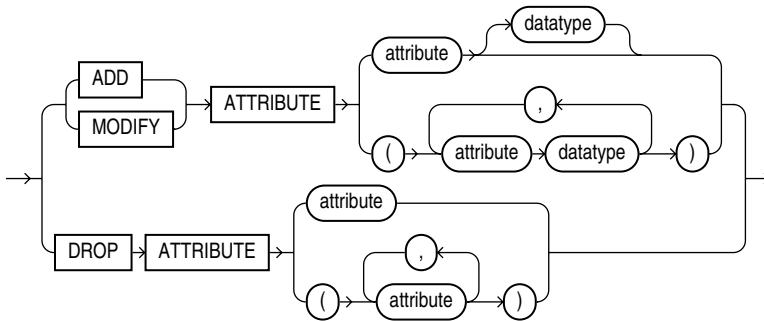 datatype
ADD attribute
ATTRIBUTE
MODIFY ,
( attribute datatype )
attribute
DROP ATTRIBUTE
,
( attribute )